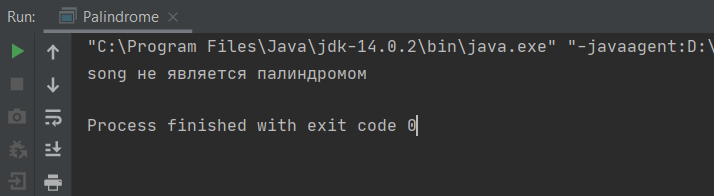 Run: Palindrome
"C:\Program Files\Java\jdk-14.0.2\bin\java.exe" "-javaagent:D:\
song не является палиндромом
Process finished with exit code 0